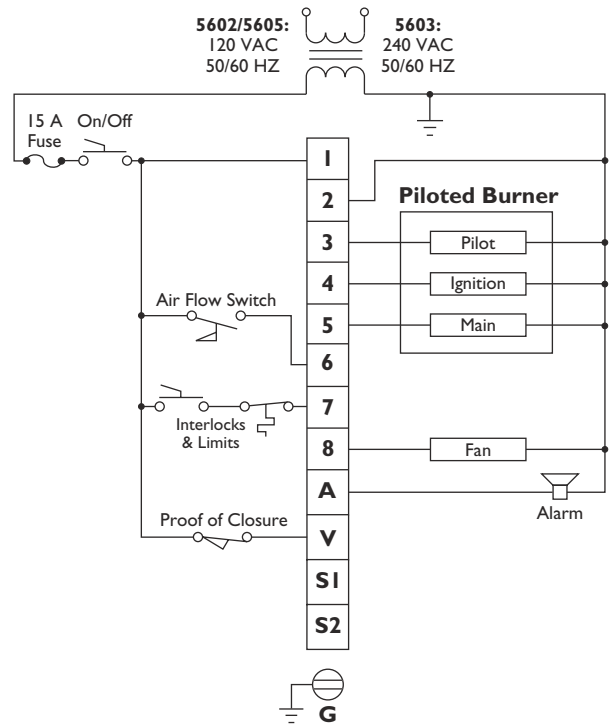 5602/5605:
120 VAC
50/60 HZ
5603:
240 VAC
50/60 HZ
15 A
Fuse
On/Off
1
2
3
4
5
6
7
8
A
V
S1
S2
Piloted Burner
Pilot
Ignition
Main
Air Flow Switch
Interlocks
& Limits
Fan
Alarm
Proof of Closure
G